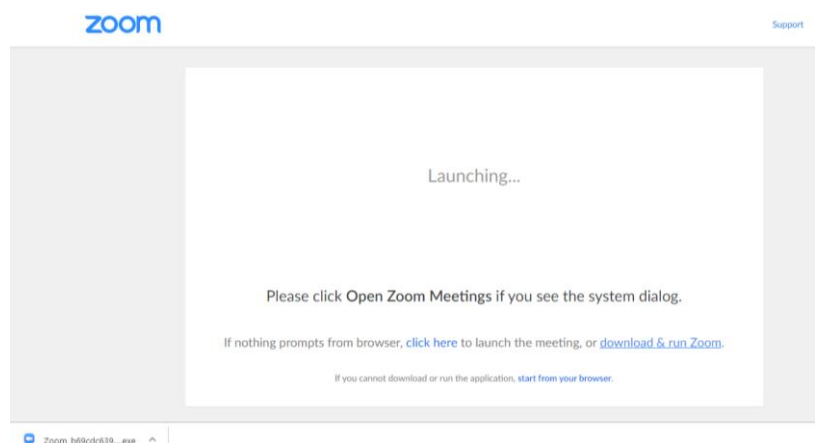 zoom
Support
Launching...
Please click Open Zoom Meetings if you see the system dialog.
If nothing prompts from browser, click here to launch the meeting, or download & run Zoom.
If you cannot download or run the application, start from your browser.
Zoom_b69cdc639....exe